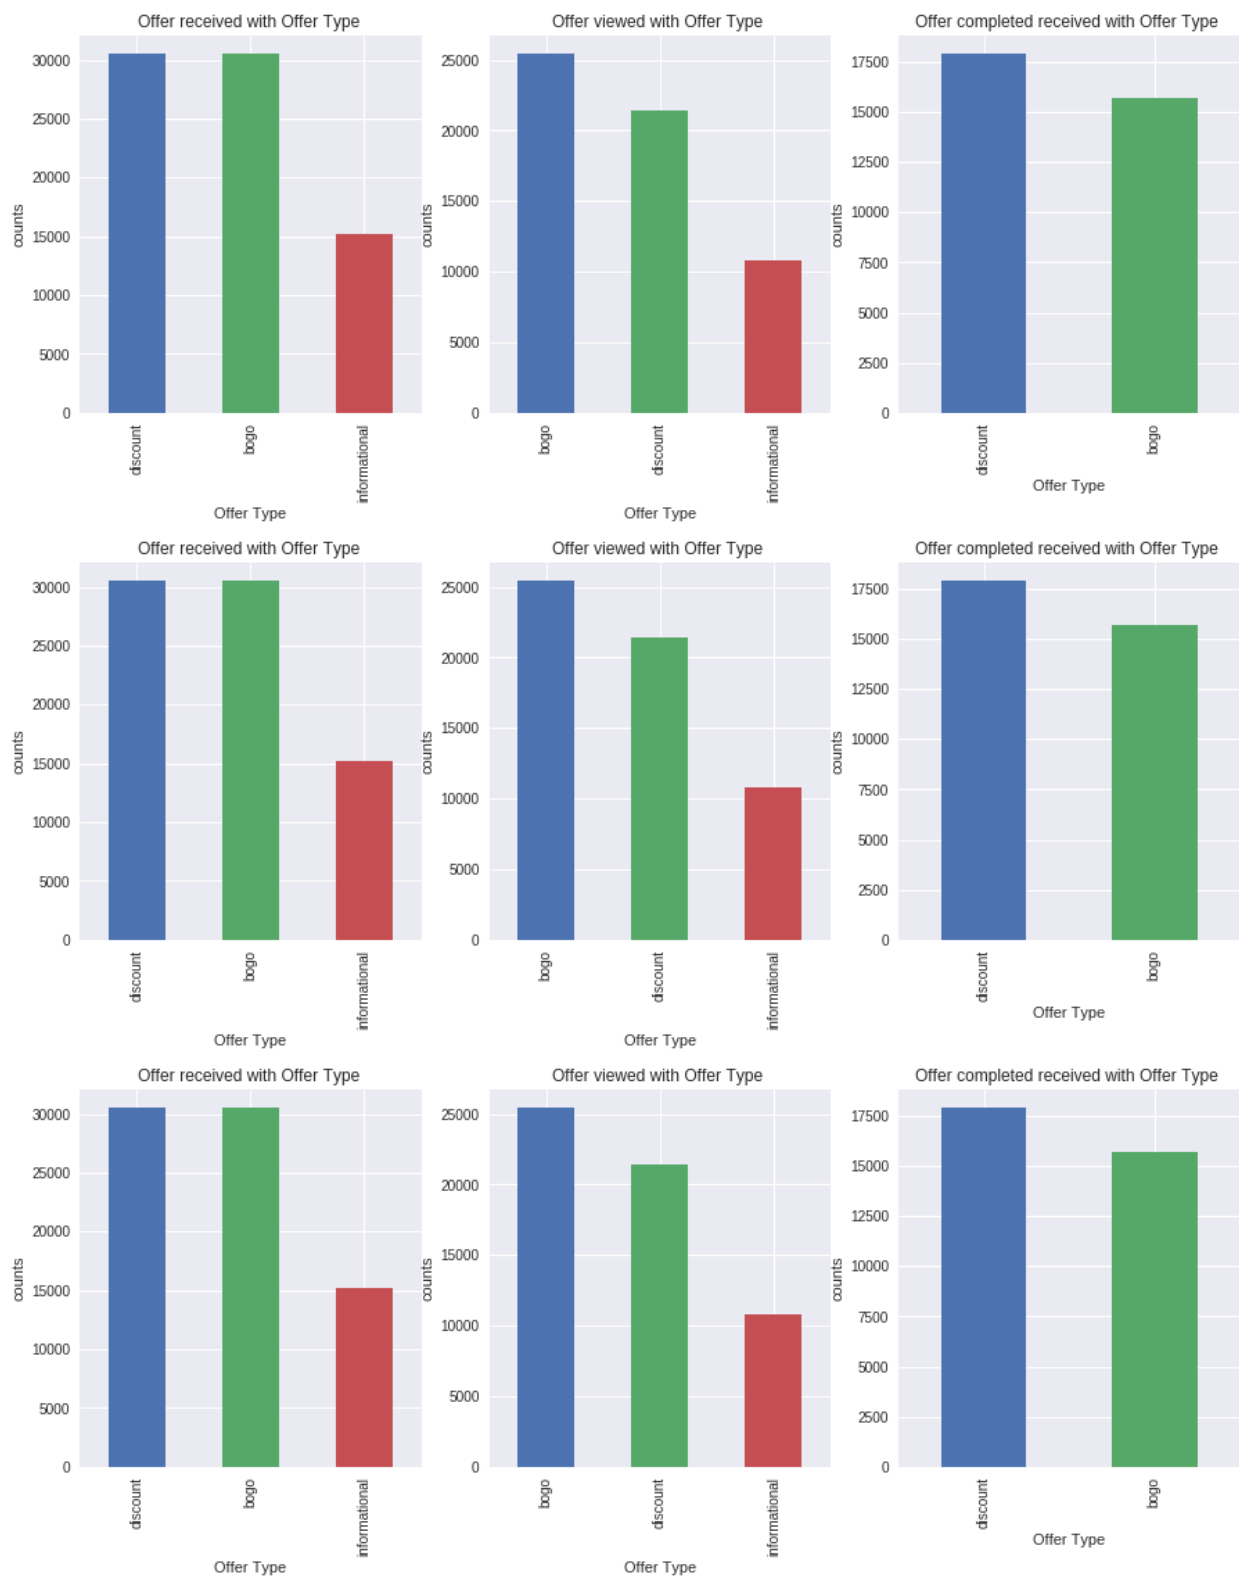 Offer received with Offer Type
30000
25000
20000
15000
10000
5000
0
counts
discount
bogo
informational
Offer Type
Offer viewed with Offer Type
25000
20000
15000
10000
5000
0
counts
bogo
discount
informational
Offer Type
Offer completed received with Offer Type
17500
15000
12500
10000
7500
5000
2500
0
counts
discount
bogo
Offer Type
Offer received with Offer Type
30000
25000
20000
15000
10000
5000
0
counts
discount
bogo
informational
Offer Type
Offer viewed with Offer Type
25000
20000
15000
10000
5000
0
counts
bogo
discount
informational
Offer Type
Offer completed received with Offer Type
17500
15000
12500
10000
7500
5000
2500
0
counts
discount
bogo
Offer Type
Offer received with Offer Type
30000
25000
20000
15000
10000
5000
0
counts
discount
bogo
informational
Offer Type
Offer viewed with Offer Type
25000
20000
15000
10000
5000
0
counts
bogo
discount
informational
Offer Type
Offer completed received with Offer Type
17500
15000
12500
10000
7500
5000
2500
0
counts
discount
bogo
Offer Type